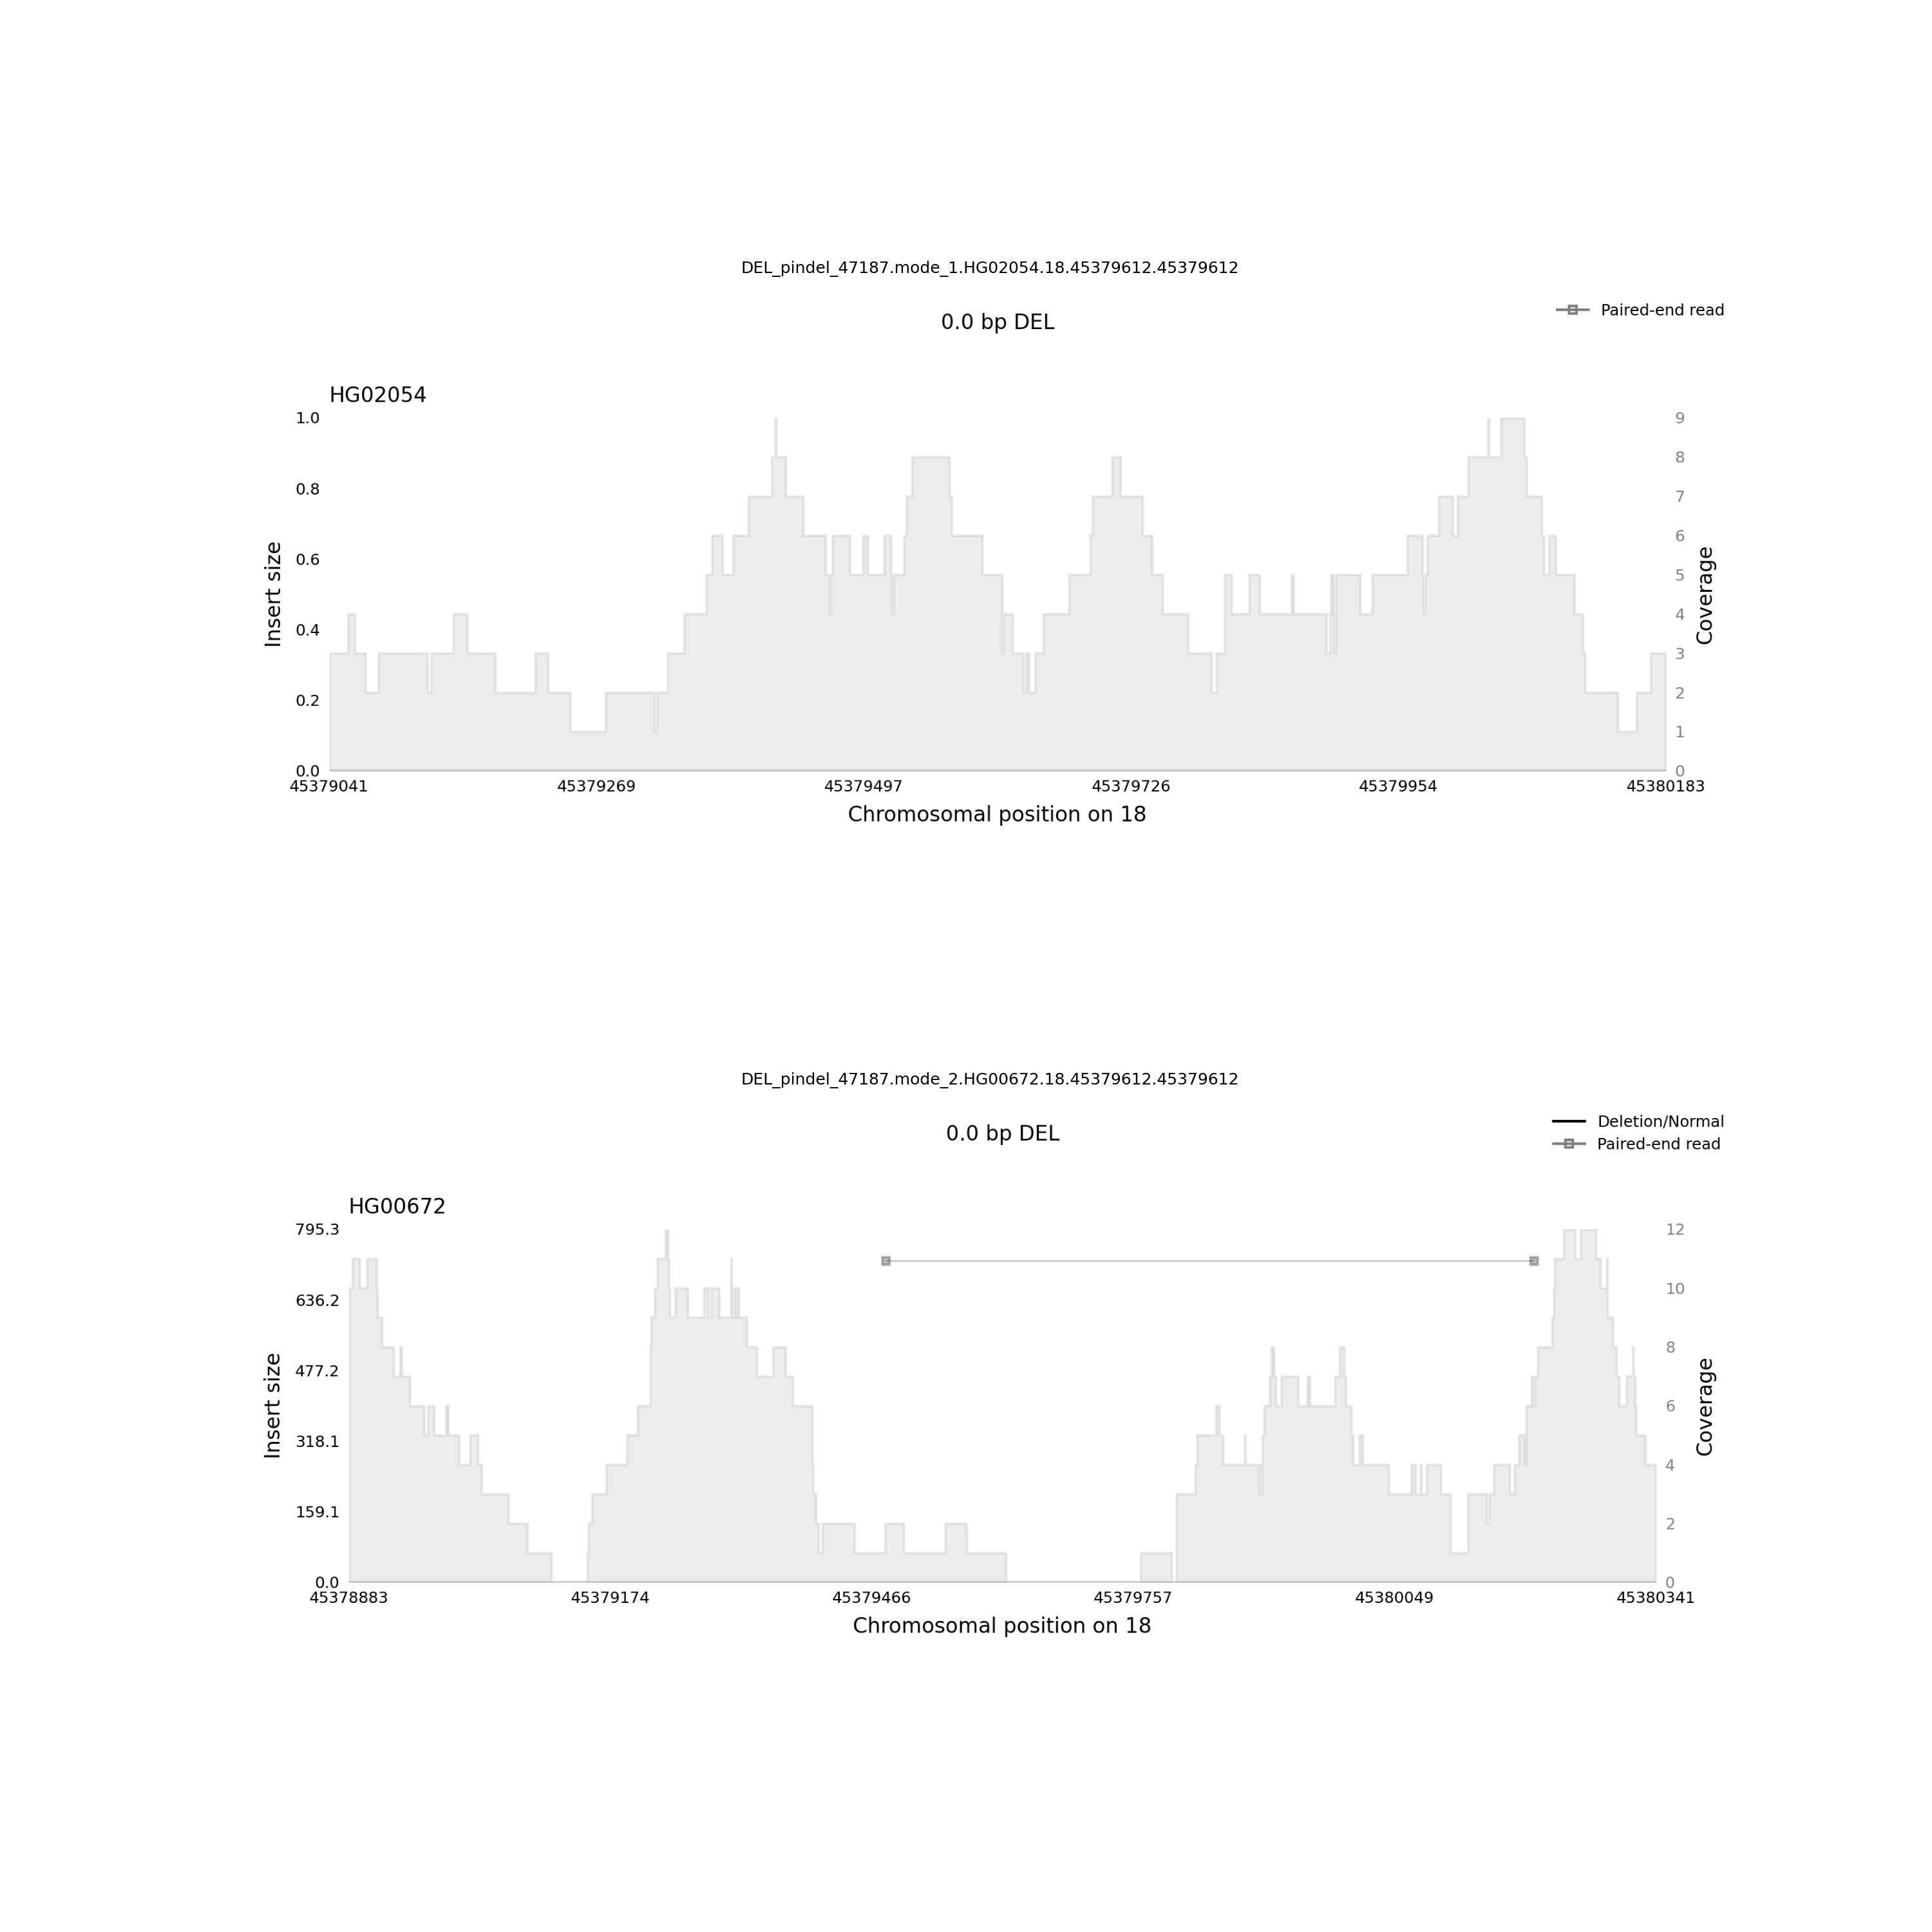 DEL_pindel_47187.mode_1.HG02054.18.45379612.45379612
0.0 bp DEL
Paired-end read
HG02054
1.0
0.8
0.6
0.4
0.2
0.0
Insert size
9
8
7
6
5
4
3
2
1
0
Coverage
45379041 45379269 45379497 45379726 45379954 45380183
Chromosomal position on 18
DEL_pindel_47187.mode_2.HG00672.18.45379612.45379612
0.0 bp DEL
Deletion/Normal
Paired-end read
HG00672
795.3
636.2
477.2
318.1
159.1
0.0
Insert size
12
10
8
6
4
2
0
Coverage
45378883 45379174 45379466 45379757 45380049 45380341
Chromosomal position on 18